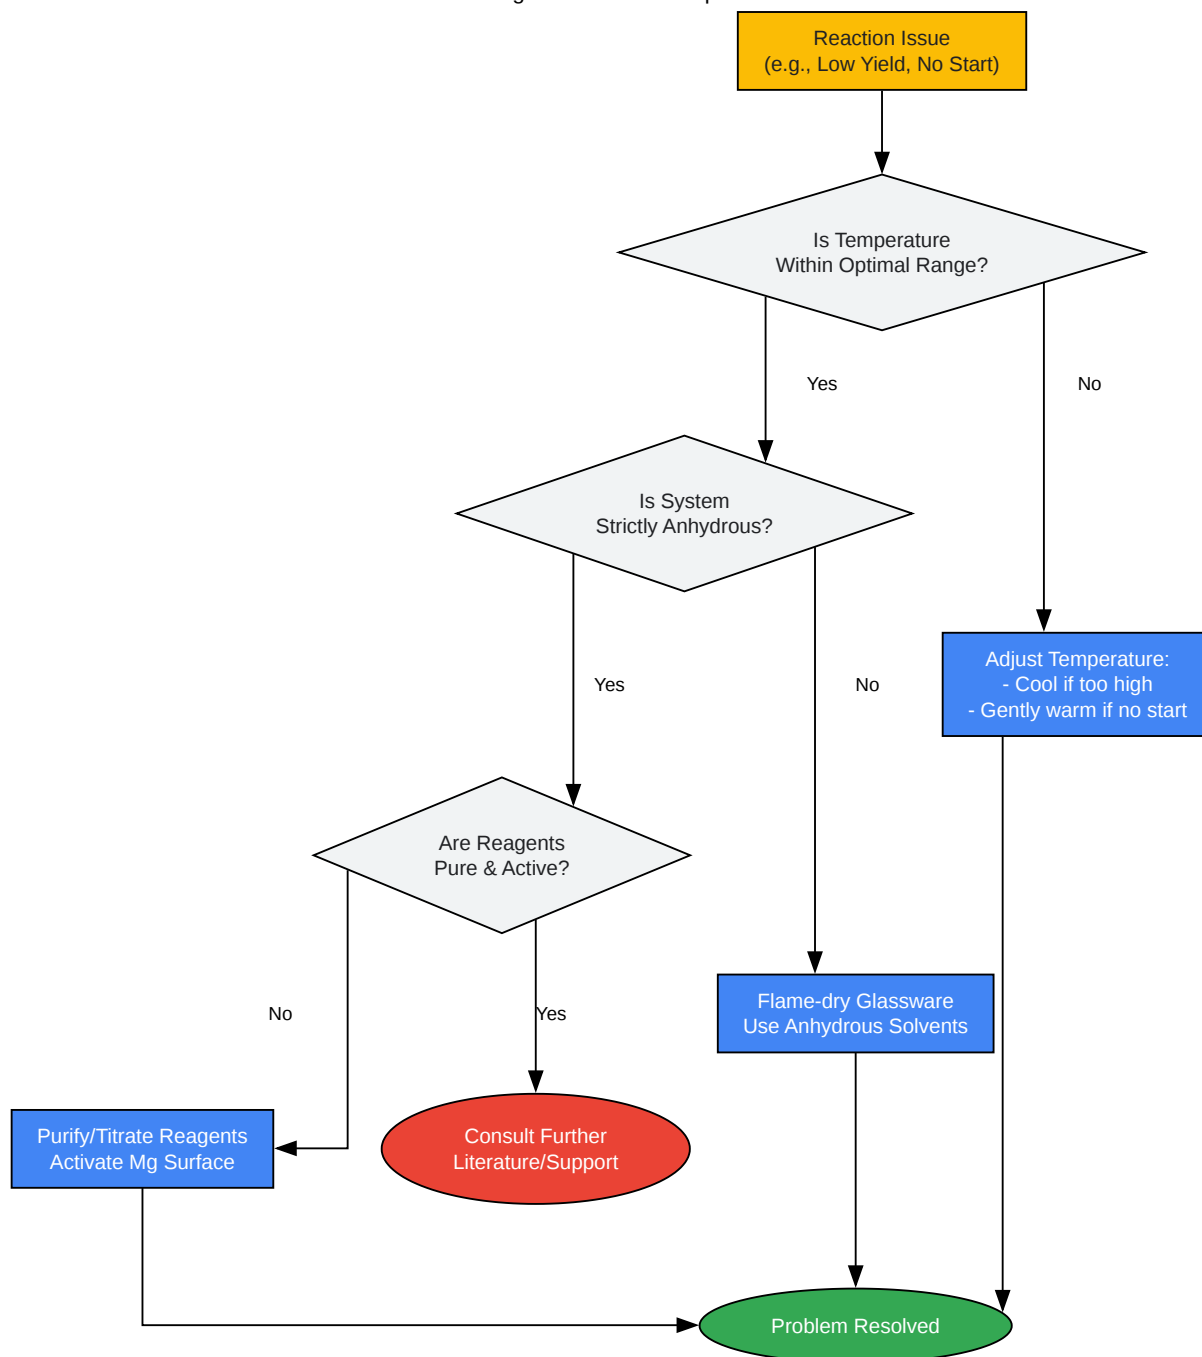 Reaction Issue
(e.g., Low Yield, No Start)
Is Temperature
Within Optimal Range?
Yes
No
Is System
Strictly Anhydrous?
Yes
No
Adjust Temperature:
- Cool if too high
- Gently warm if no start
Are Reagents
Pure & Active?
No
Yes
Flame-dry Glassware
Use Anhydrous Solvents
Purify/Titrate Reagents
Activate Mg Surface
Consult Further
Literature/Support
Problem Resolved